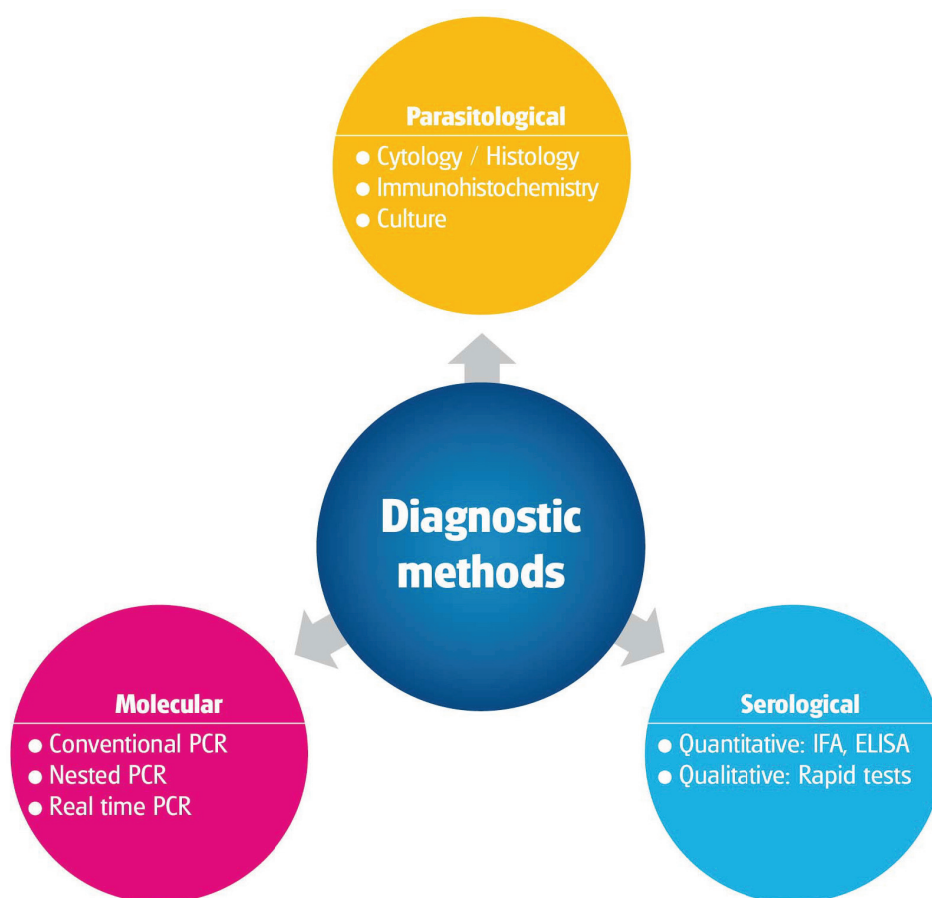 Parasitological
● Cytology / Histology
● Immunohistochemistry
● Culture
Diagnostic
methods
Molecular
● Conventional PCR
● Nested PCR
● Real time PCR
Serological
● Quantitative: IFA, ELISA
● Qualitative: Rapid tests